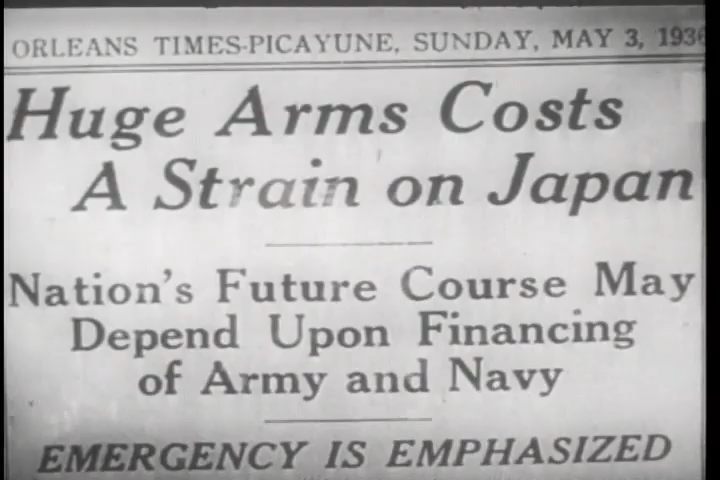 ORLEANS TIMES-PICAYUNE, SUNDAY, MAY 3, 1936
Huge Arms Costs
A Strain on Japan
Nation's Future Course May
Depend Upon Financing
of Army and Navy
EMERGENCY IS EMPHASIZED